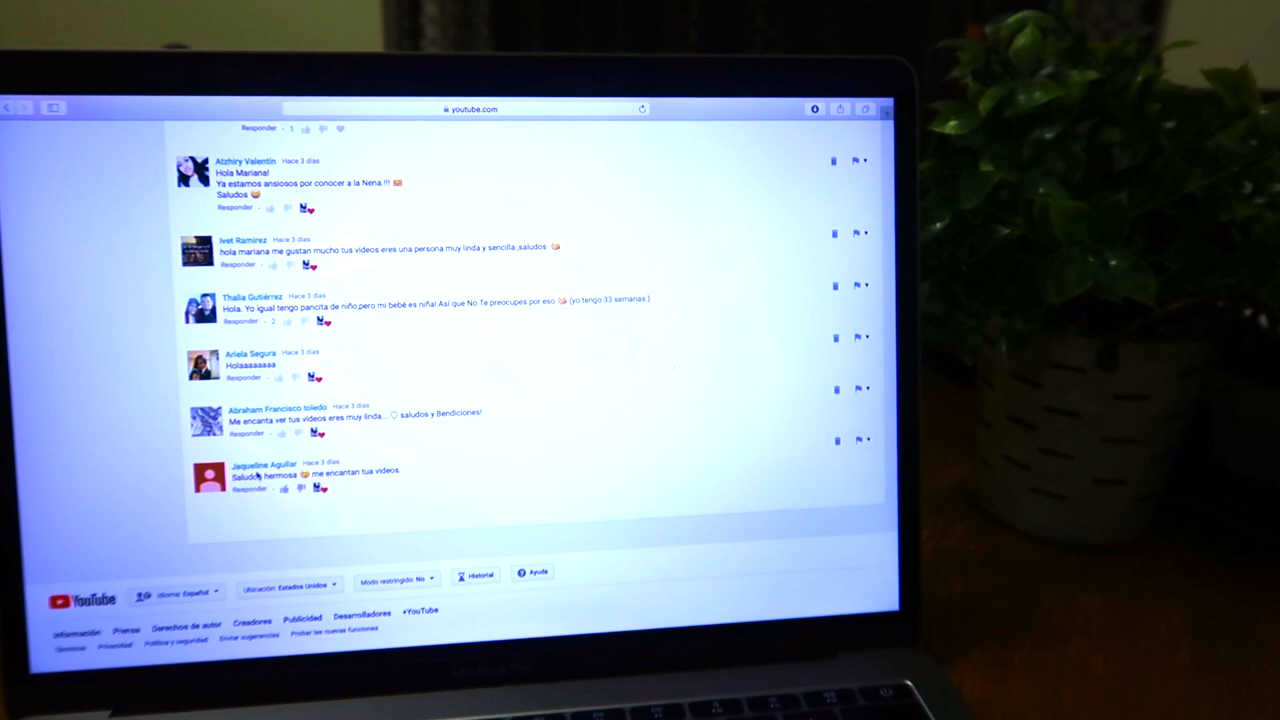 youtube.com
Responder · 1
Atzhiry Valentín Hace 3 días
Hola Mariana!
Ya estamos ansiosos por conocer a la Nena.!!!
Saludos
Responder ·
Ivet Ramirez Hace 3 días
hola mariana me gustan mucho tus videos eres una persona muy linda y sencilla ,saludos
Responder ·
Thalia Gutiérrez Hace 3 días
Hola. Yo igual tengo pancita de niño,pero mi bebé es niña! Así que No Te preocupes por eso (yo tengo 33 semanas )
Responder · 2
Ariela Segura Hace 3 días
Holaaaaaaaa
Responder ·
Abraham Francisco toledo Hace 3 días
Me encanta ver tus videos eres muy linda....♡ saludos y Bendiciones!
Responder ·
Jaqueline Aguilar Hace 3 días
Saludos hermosa me encantan tua videos.
Responder ·
YouTube Idioma: Español Ubicación: Estados Unidos Modo restringido: No Historial Ayuda
Información Prensa Derechos de autor Creadores Publicidad Desarrolladores +YouTube
Términos Privacidad Política y seguridad Enviar sugerencias Probar las nuevas funciones
MacBook Pro